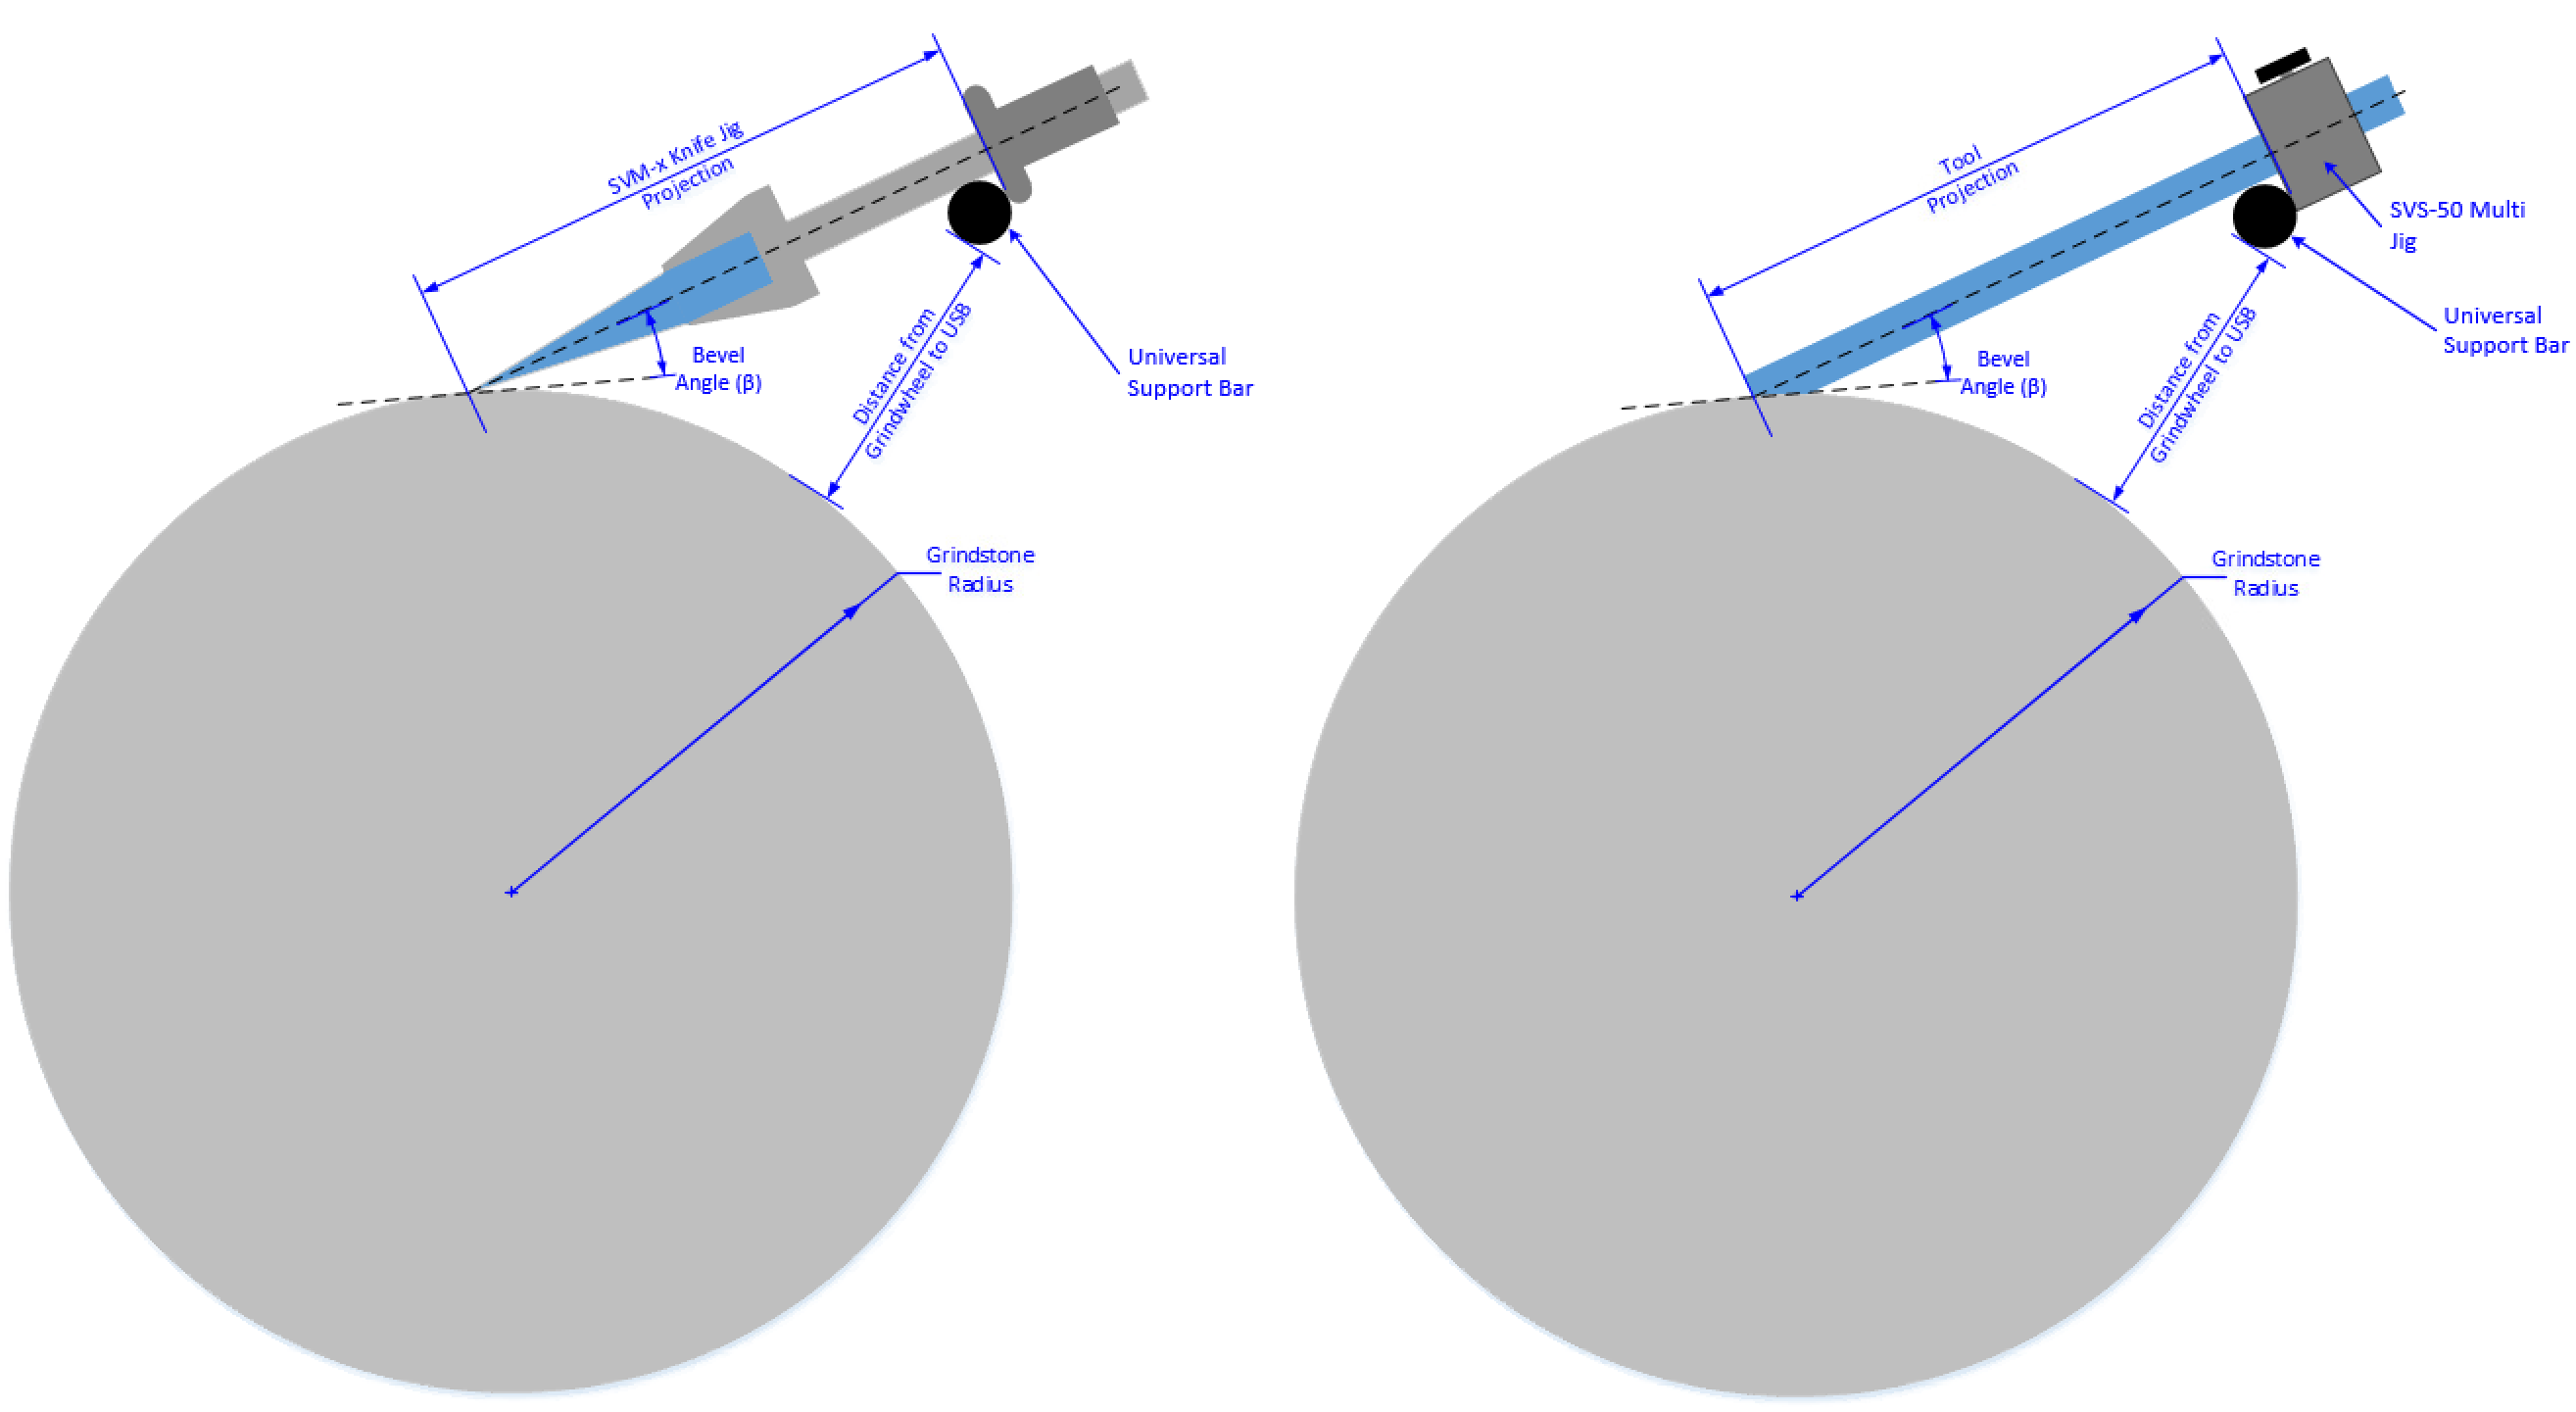 SVM-x Knife Jig
Projection
Bevel
Angle (β)
Distance from
Grindwheel to USB
Universal
Support Bar
Grindstone
Radius
Tool
Projection
SVS-50 Multi
Jig
Universal
Support Bar
Bevel
Angle (β)
Distance from
Grindwheel to USB
Grindstone
Radius